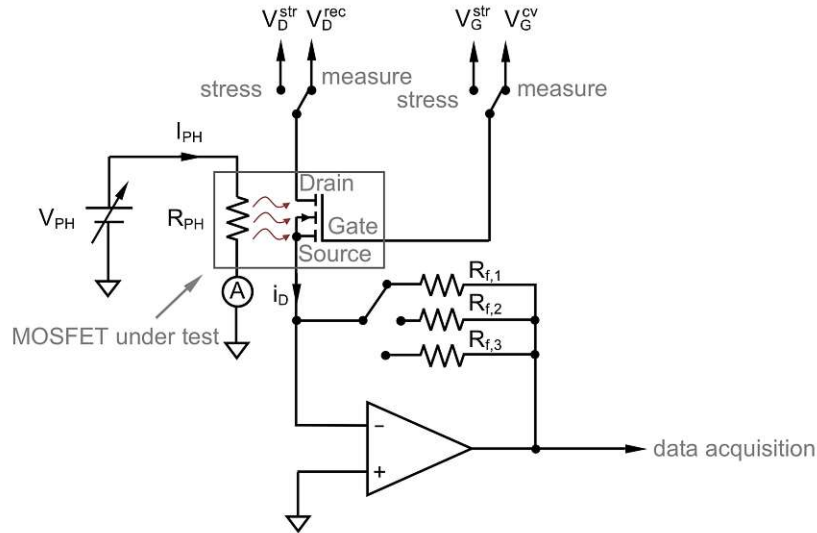 V_D^str V_D^rec V_G^str V_G^cv
stress measure stress measure
I_PH
V_PH R_PH Drain
Gate
Source
A i_D
MOSFET under test
R_f,1
R_f,2
R_f,3
−
+
data acquisition